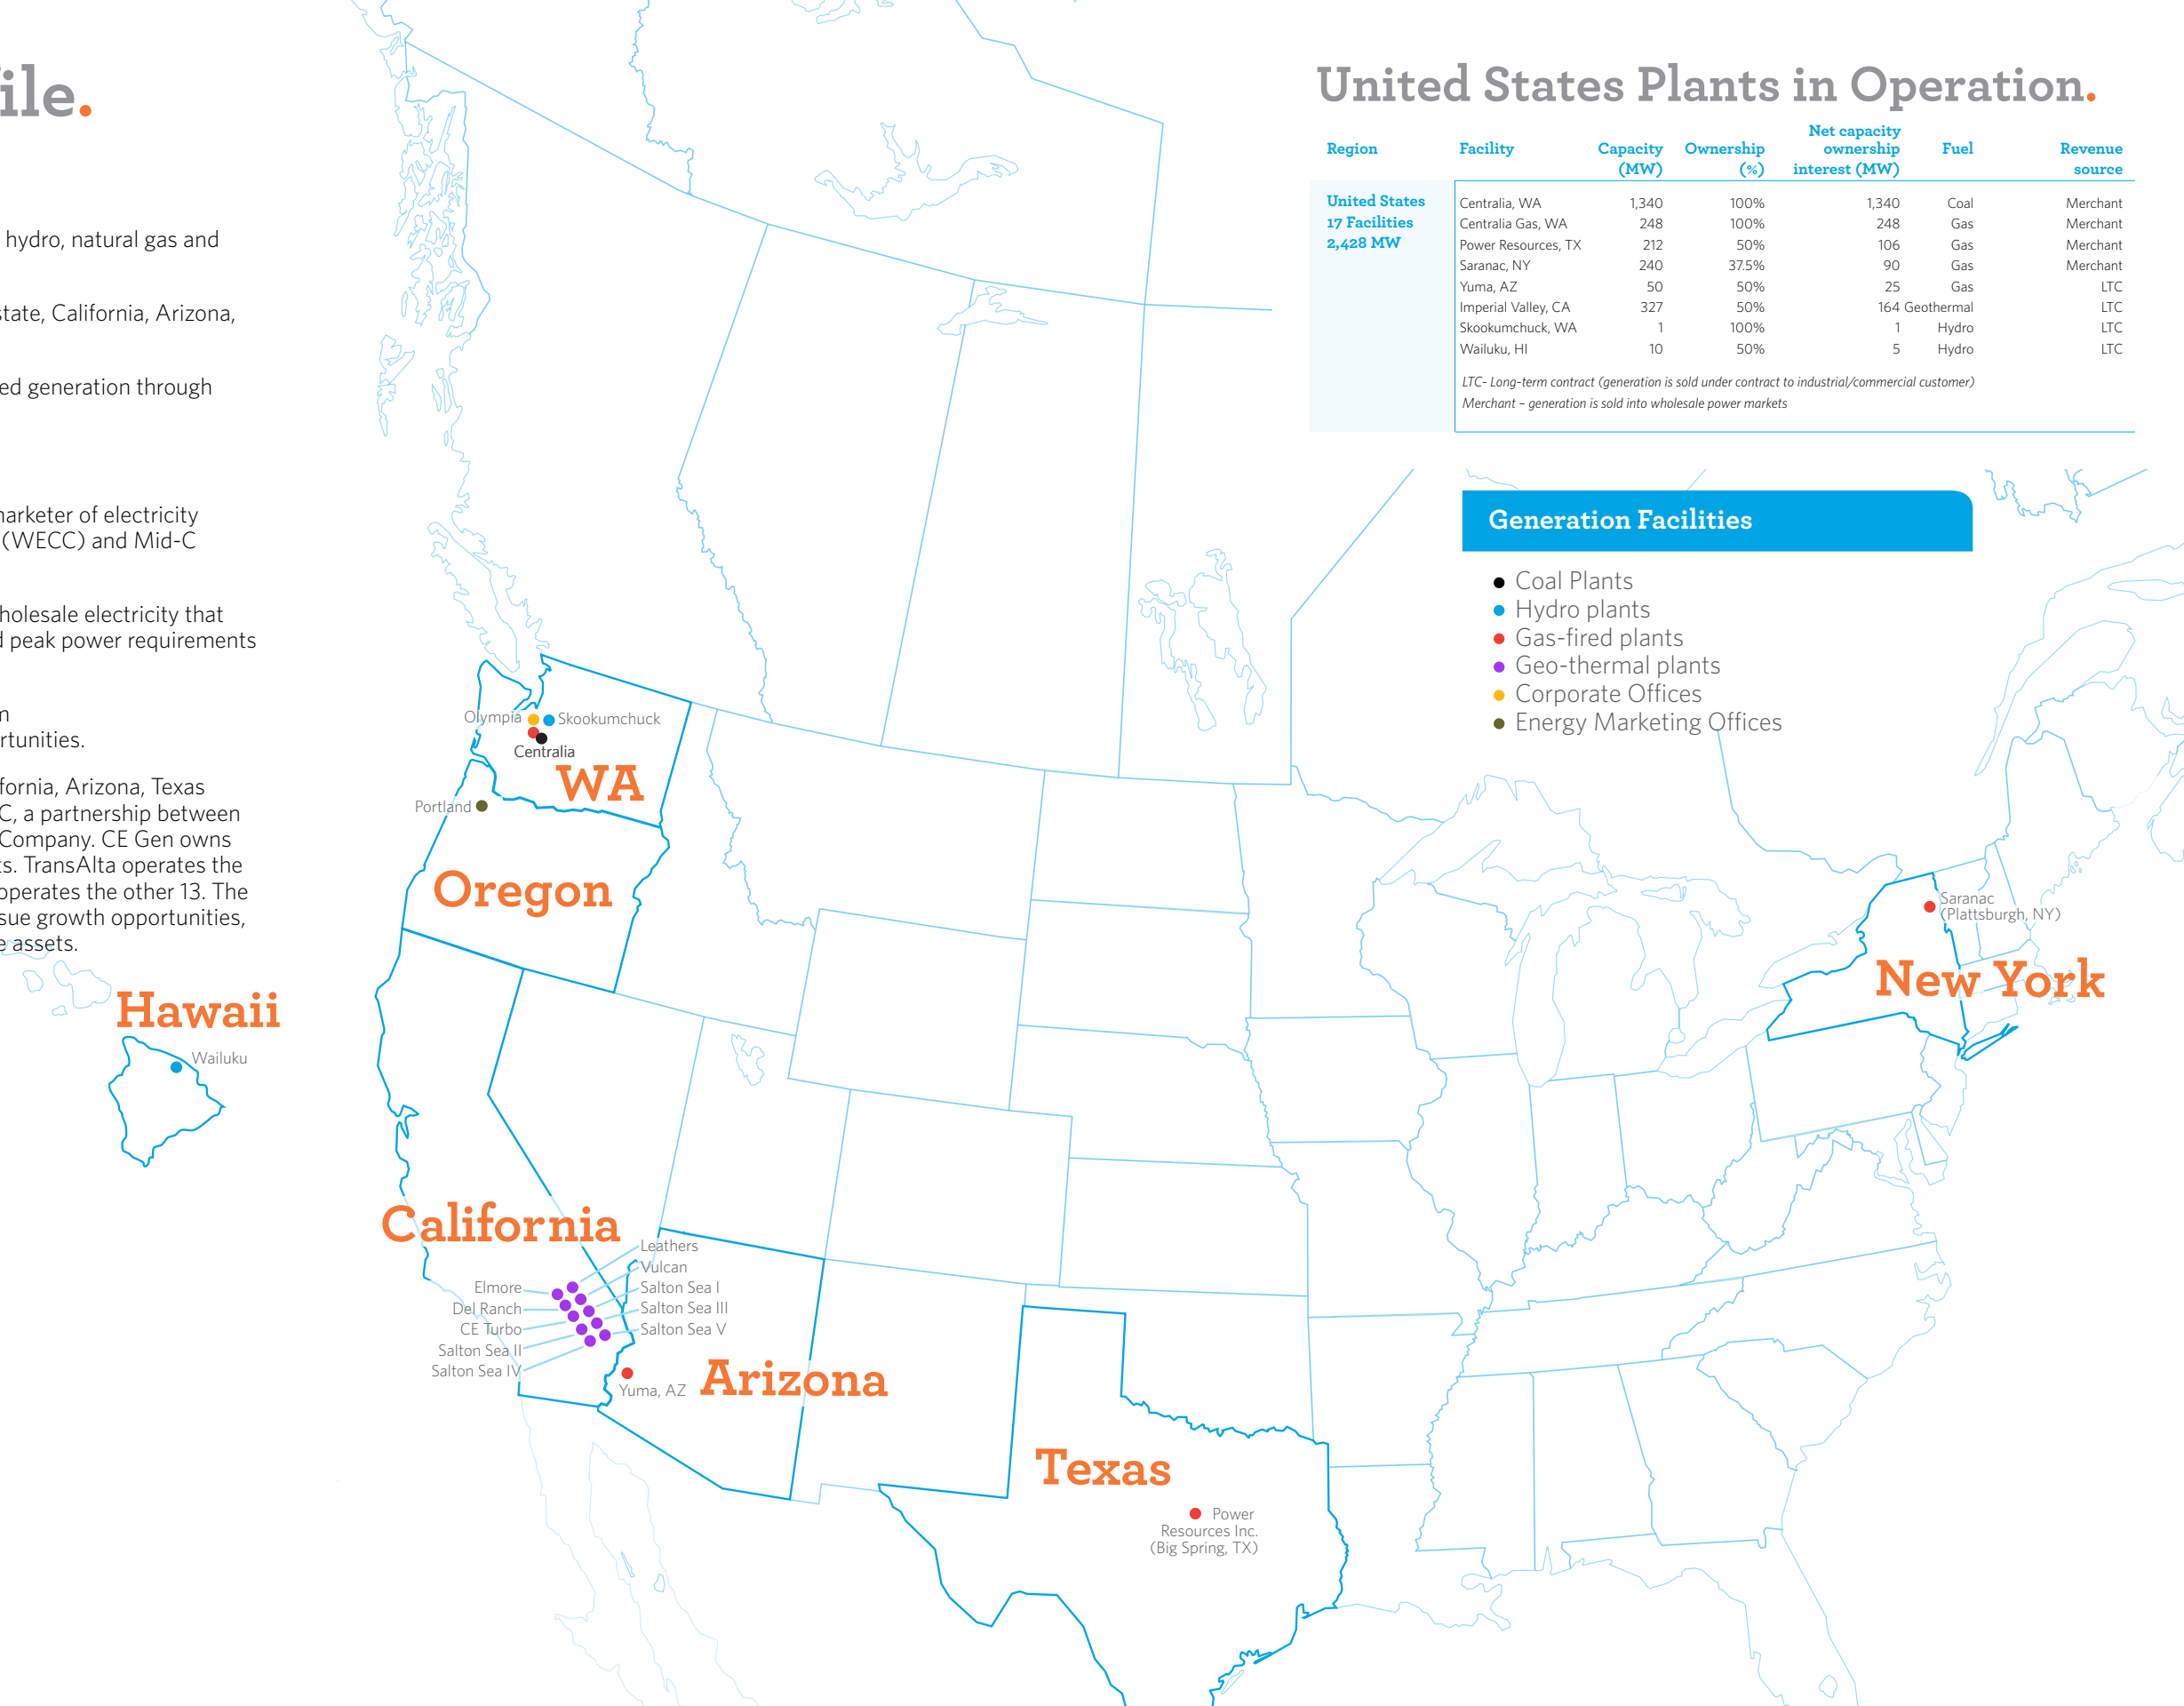 ile.
hydro, natural gas and
state, California, Arizona,
ed generation through
marketer of electricity
(WECC) and Mid-C
holesale electricity that
d peak power requirements
n
rtunities.
fornia, Arizona, Texas
C, a partnership between
Company. CE Gen owns
ts. TransAlta operates the
operates the other 13. The
sue growth opportunities,
e assets.
United States Plants in Operation.
Region Facility Capacity (MW) Ownership (%) Net capacity ownership interest (MW) Fuel Revenue source
United States
17 Facilities
2,428 MW
Centralia, WA 1,340 100% 1,340 Coal Merchant
Centralia Gas, WA 248 100% 248 Gas Merchant
Power Resources, TX 212 50% 106 Gas Merchant
Saranac, NY 240 37.5% 90 Gas Merchant
Yuma, AZ 50 50% 25 Gas LTC
Imperial Valley, CA 327 50% 164 Geothermal LTC
Skookumchuck, WA 1 100% 1 Hydro LTC
Wailuku, HI 10 50% 5 Hydro LTC
LTC- Long-term contract (generation is sold under contract to industrial/commercial customer)
Merchant – generation is sold into wholesale power markets
Generation Facilities
Coal Plants
Hydro plants
Gas-fired plants
Geo-thermal plants
Corporate Offices
Energy Marketing Offices
Olympia
Skookumchuck
Centralia
WA
Portland
Oregon
Hawaii
Wailuku
California
Leathers
Vulcan
Salton Sea I
Salton Sea III
Salton Sea V
Elmore
Del Ranch
CE Turbo
Salton Sea II
Salton Sea IV
Yuma, AZ
Arizona
Texas
Power
Resources Inc.
(Big Spring, TX)
Saranac
(Plattsburgh, NY)
New York